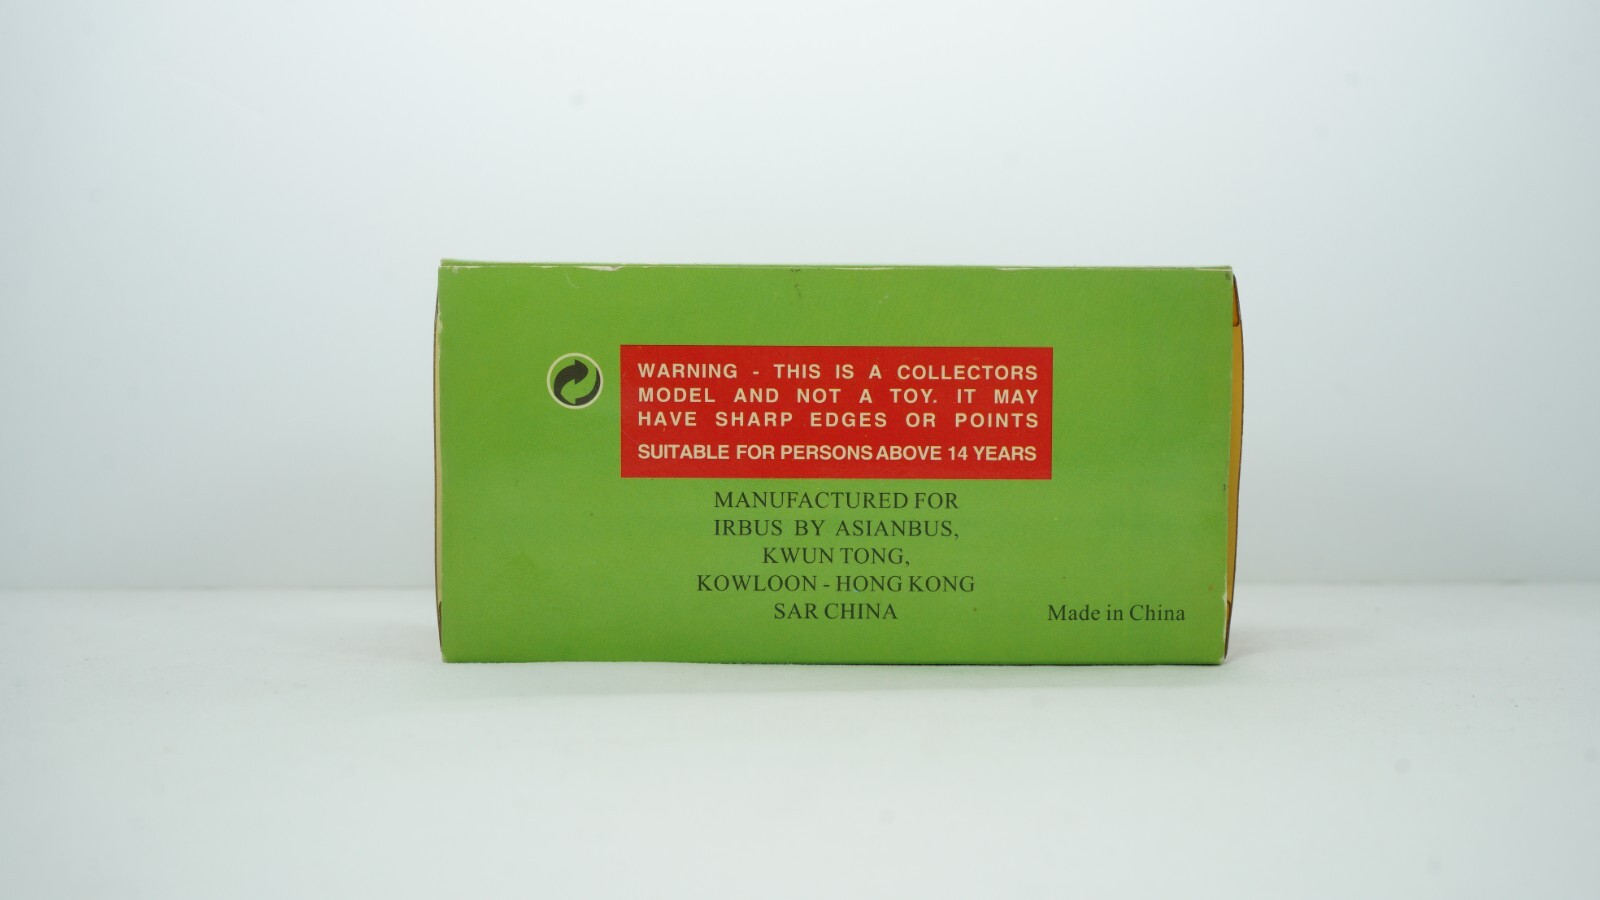 WARNING - THIS IS A COLLECTORS
MODEL AND NOT A TOY. IT MAY
HAVE SHARP EDGES OR POINTS
SUITABLE FOR PERSONS ABOVE 14 YEARS
MANUFACTURED FOR
IRBUS BY ASIANBUS,
KWUN TONG,
KOWLOON - HONG KONG
SAR CHINA
Made in China